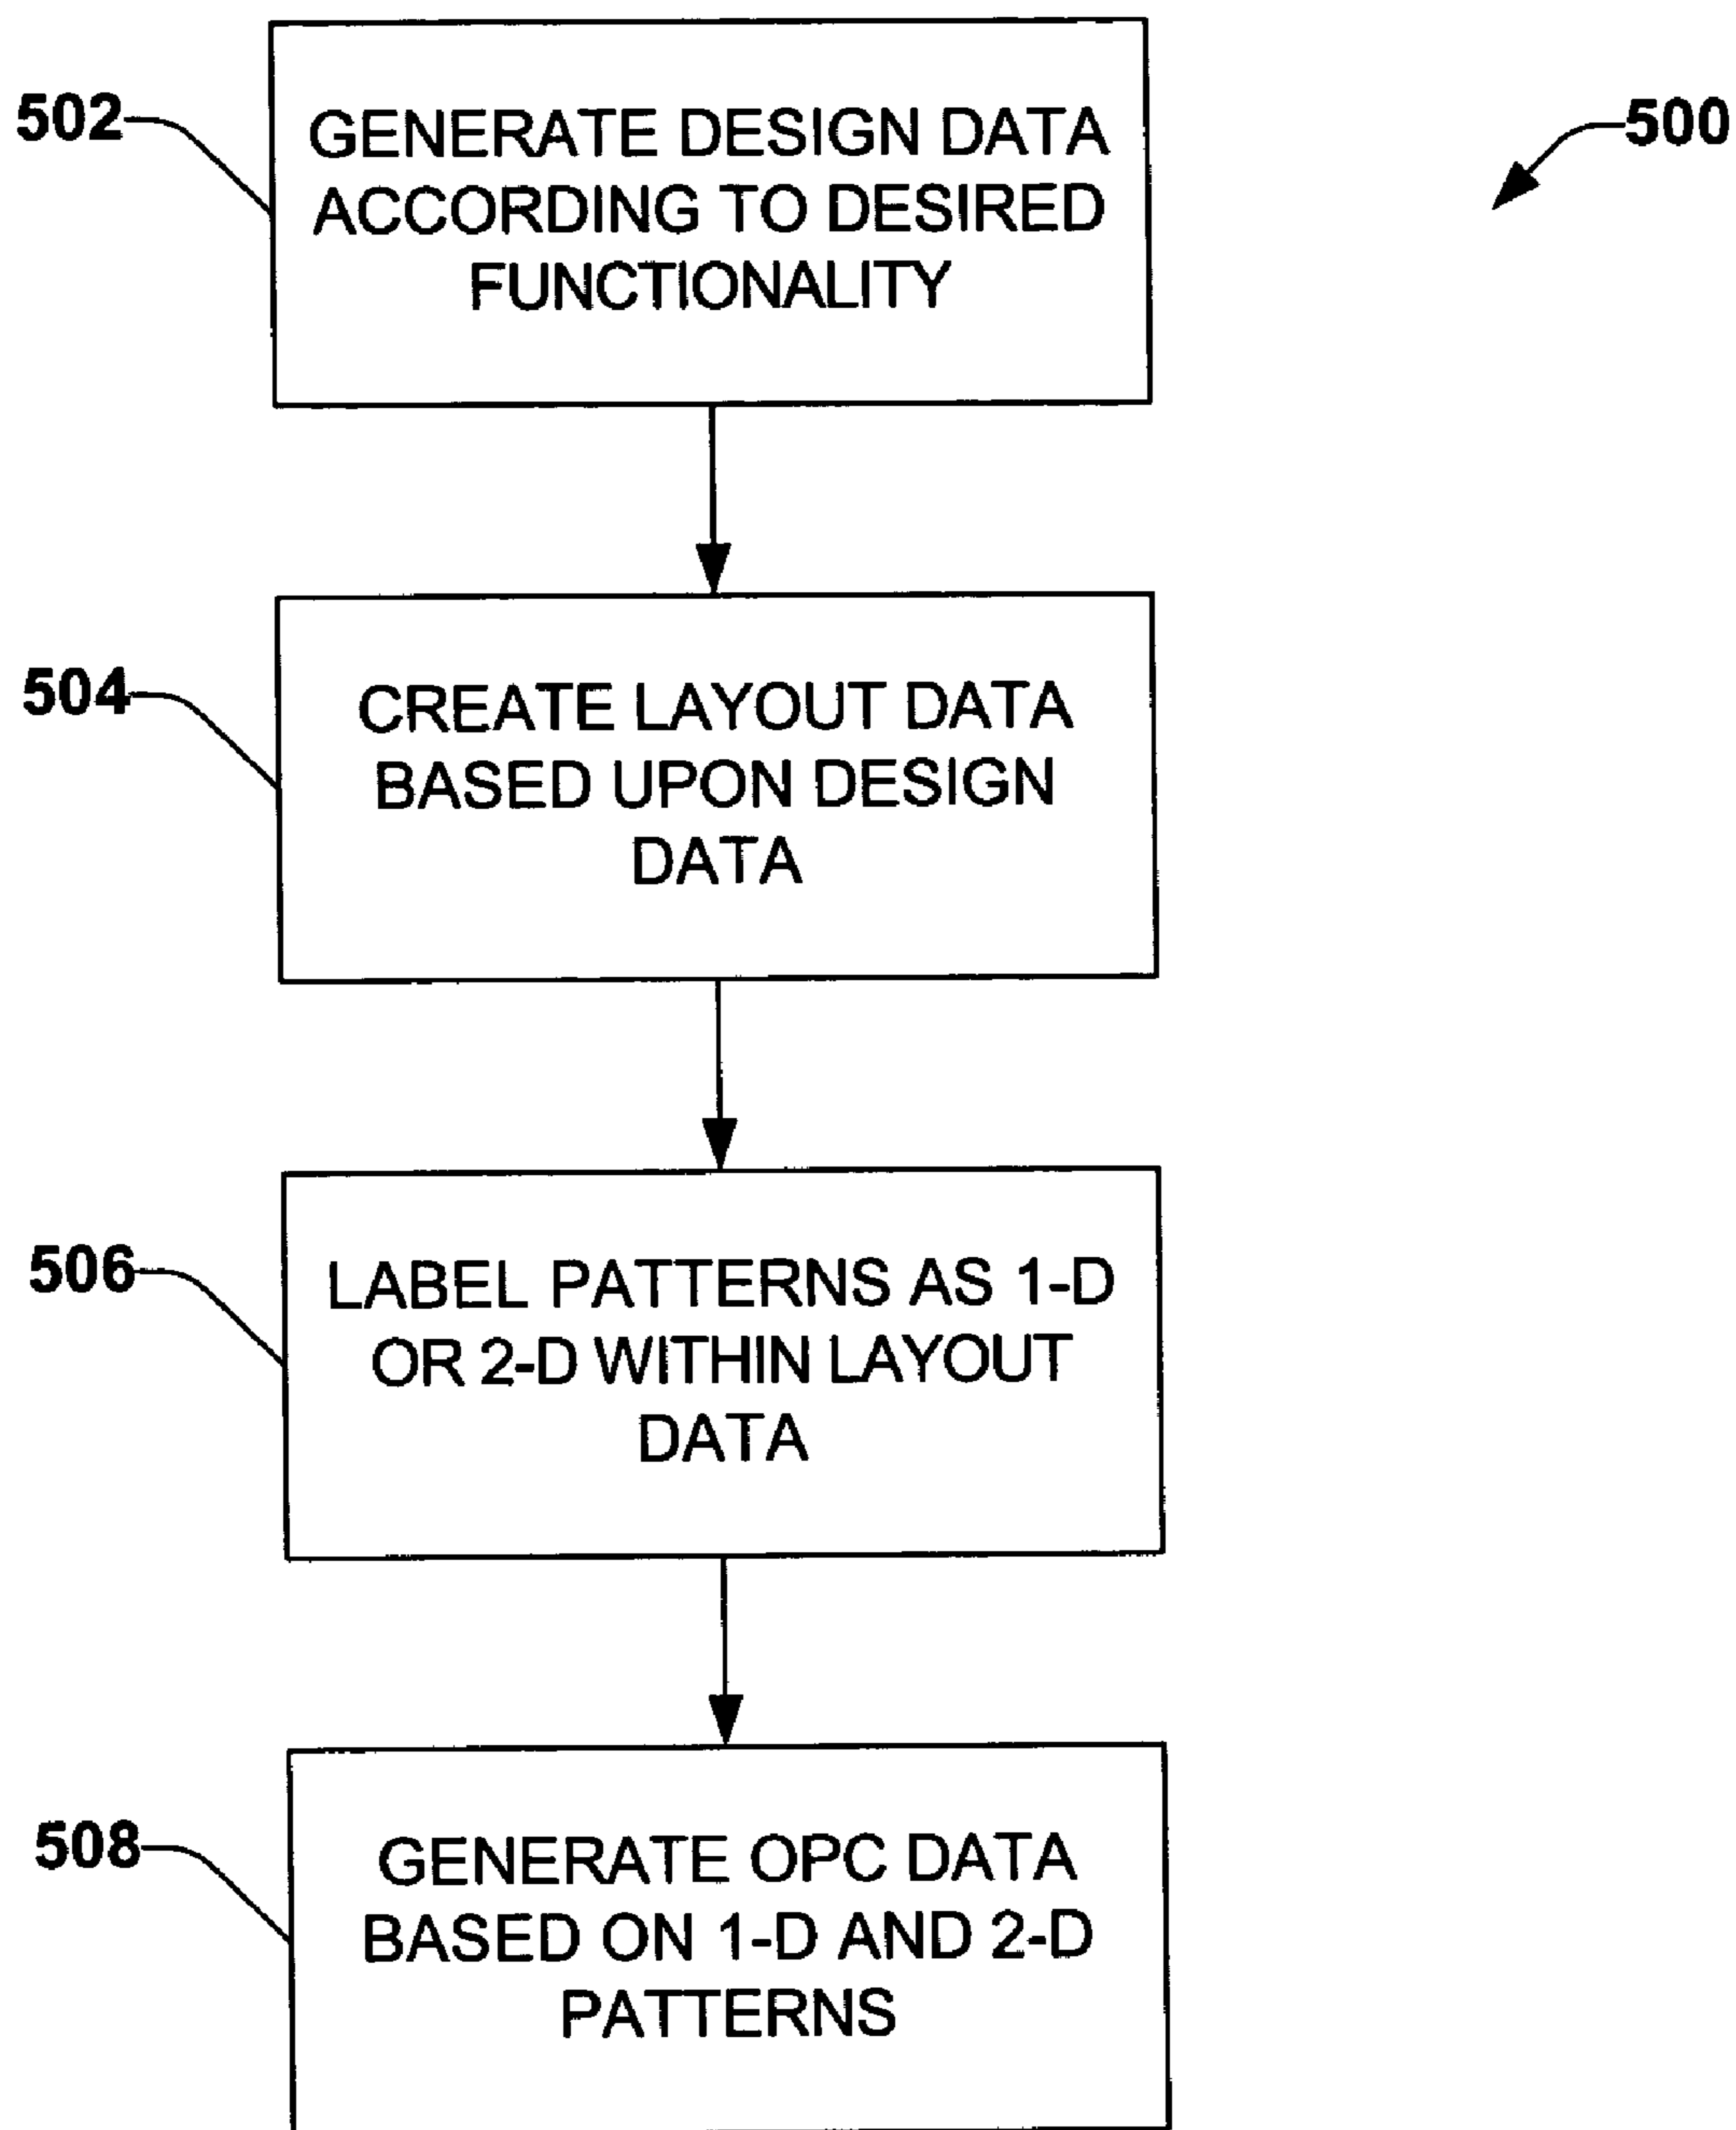 502
500
GENERATE DESIGN DATA
ACCORDING TO DESIRED
FUNCTIONALITY
504
CREATE LAYOUT DATA
BASED UPON DESIGN
DATA
506
LABEL PATTERNS AS 1-D
OR 2-D WITHIN LAYOUT
DATA
508
GENERATE OPC DATA
BASED ON 1-D AND 2-D
PATTERNS